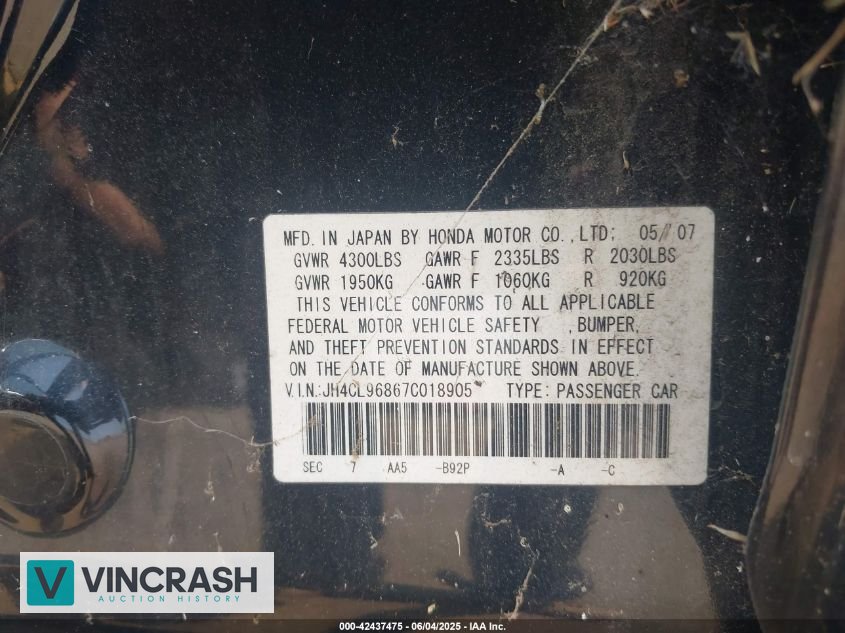 MFD. IN JAPAN BY HONDA MOTOR CO.,LTD; 05/07
GVWR 4300LBS GAWR F 2335LBS R 2030LBS
GVWR 1950KG GAWR F 1060KG R 920KG
THIS VEHICLE CONFORMS TO ALL APPLICABLE
FEDERAL MOTOR VEHICLE SAFETY ,BUMPER,
AND THEFT PREVENTION STANDARDS IN EFFECT
ON THE DATE OF MANUFACTURE SHOWN ABOVE.
V.I.N:JH4CL96867C018905 TYPE: PASSENGER CAR
SEC 7 AA5 -B92P -A -C
V VINCRASH
AUCTION HISTORY
000-42437475 - 06/04/2025 - IAA Inc.